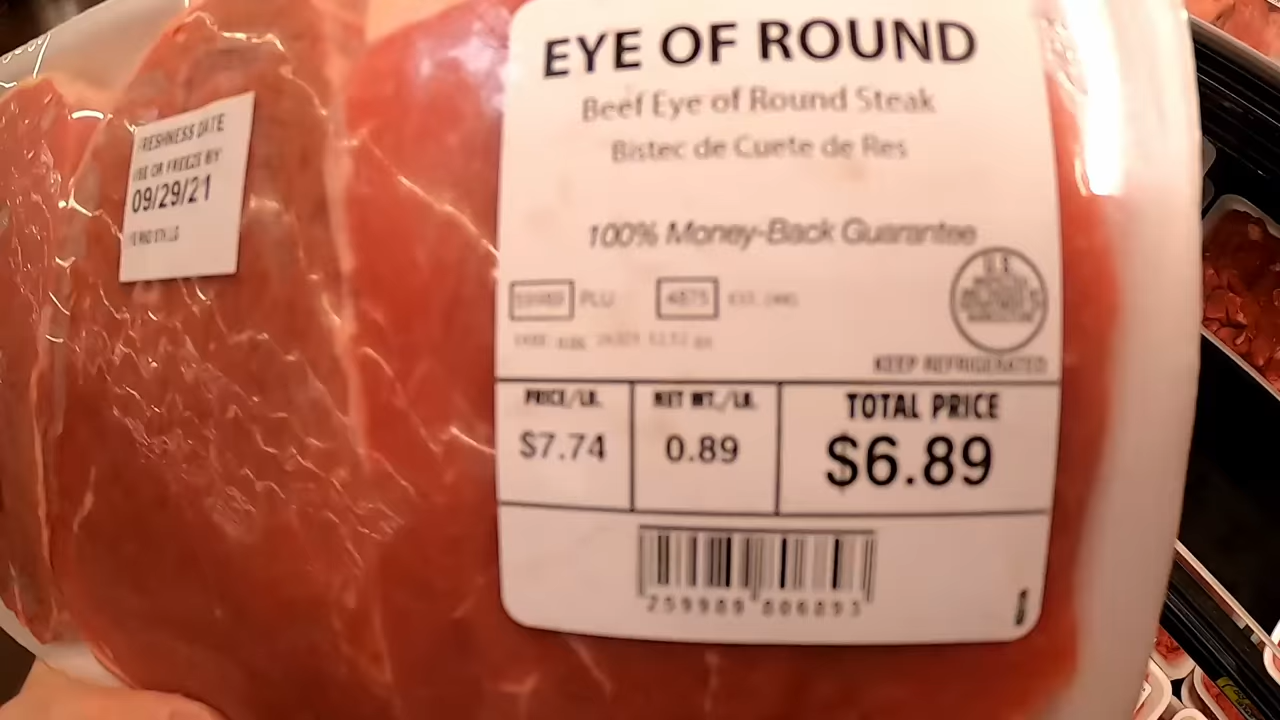 FRESHNESS DATE
USE OR FREEZE BY
09/29/21
EYE OF ROUND
Beef Eye of Round Steak
Bistec de Cuete de Res
100% Money-Back Guarantee
PLU
KEEP REFRIGERATED
PRICE/LB. NET WT./LB. TOTAL PRICE
$7.74 0.89 $6.89
259989 806893